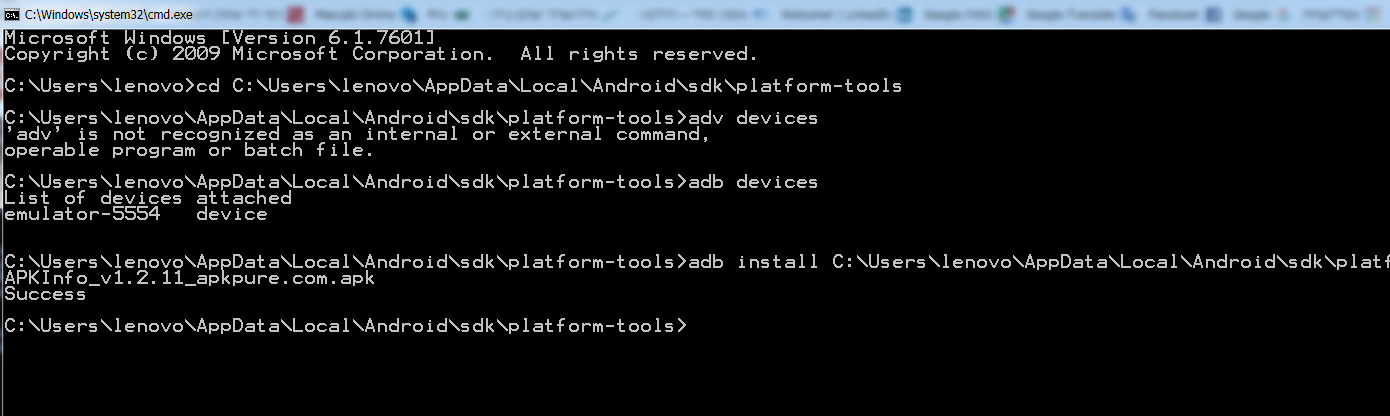 C:\Windows\system32\cmd.exe
Microsoft Windows [Version 6.1.7601]
Copyright (c) 2009 Microsoft Corporation.  All rights reserved.
C:\Users\lenovo>cd C:\Users\lenovo\AppData\Local\Android\sdk\platform-tools
C:\Users\lenovo\AppData\Local\Android\sdk\platform-tools>adv devices
'adv' is not recognized as an internal or external command,
operable program or batch file.
C:\Users\lenovo\AppData\Local\Android\sdk\platform-tools>adb devices
List of devices attached
emulator-5554   device
C:\Users\lenovo\AppData\Local\Android\sdk\platform-tools>adb install C:\Users\lenovo\AppData\Local\Android\sdk\platf
APKInfo_v1.2.11_apkpure.com.apk
Success
C:\Users\lenovo\AppData\Local\Android\sdk\platform-tools>